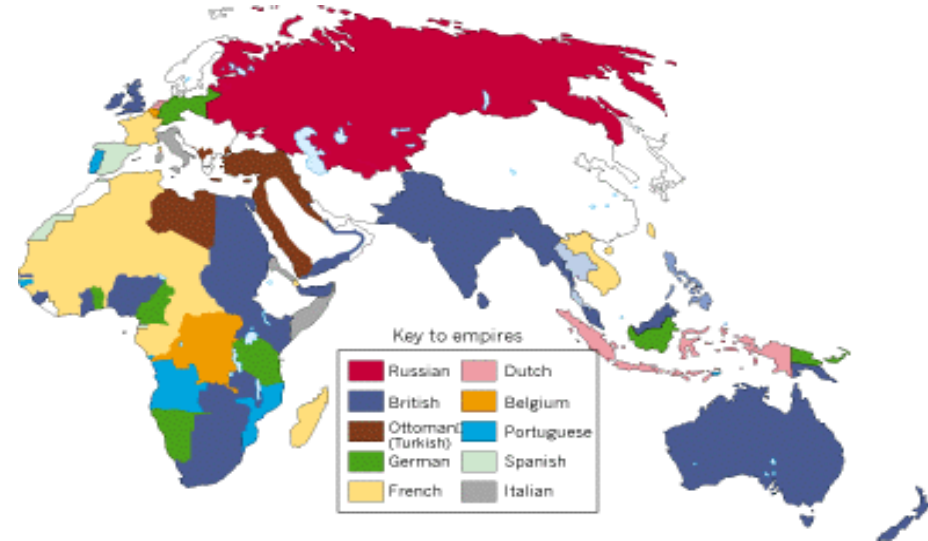 Key to empires
Russian
Dutch
British
Belgium
Ottoman
(Turkish)
Portuguese
German
Spanish
French
Italian